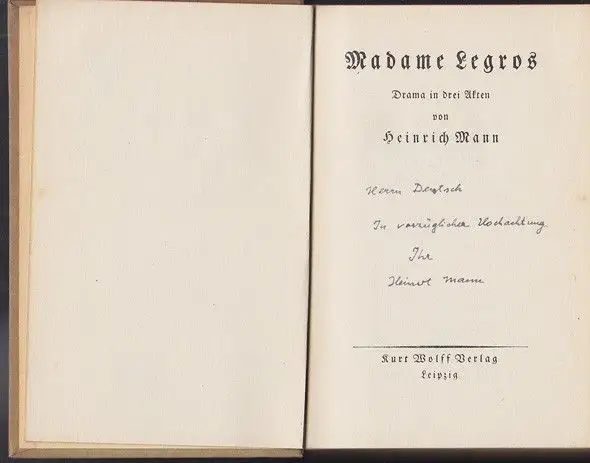 Madame Legros
Drama in drei Akten
von
Heinrich Mann
Herrn Deutsch
In vorzüglicher Hochachtung
Ihr
Heinrich Mann
Kurt Wolff Verlag
Leipzig